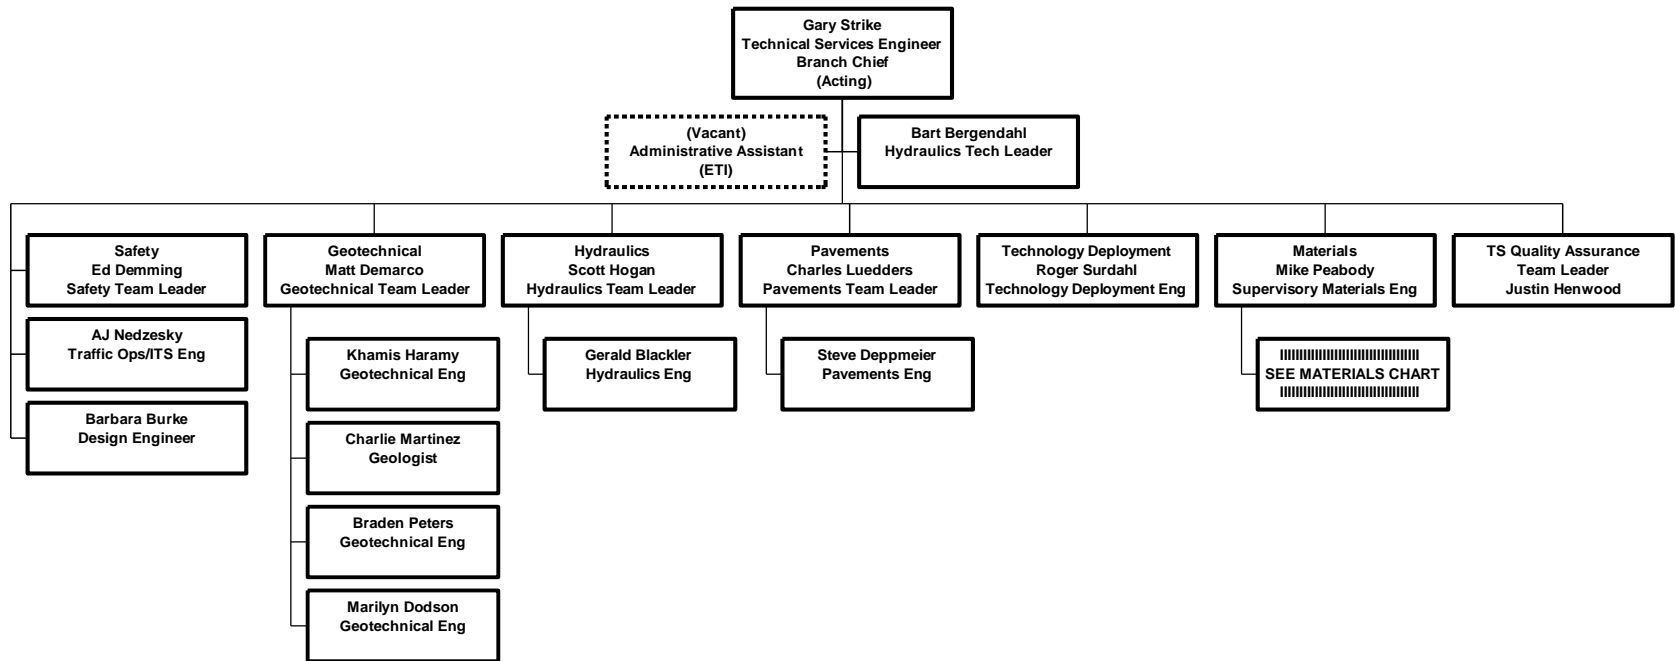 Gary Strike
Technical Services Engineer
Branch Chief
(Acting)
(Vacant)
Administrative Assistant
(ETI)
Bart Bergendahl
Hydraulics Tech Leader
Safety
Ed Demming
Safety Team Leader
Geotechnical
Matt Demarco
Geotechnical Team Leader
Hydraulics
Scott Hogan
Hydraulics Team Leader
Pavements
Charles Luedders
Pavements Team Leader
Technology Deployment
Roger Surdahl
Technology Deployment Eng
Materials
Mike Peabody
Supervisory Materials Eng
TS Quality Assurance
Team Leader
Justin Henwood
AJ Nedzesky
Traffic Ops/ITS Eng
Barbara Burke
Design Engineer
Khamis Haramy
Geotechnical Eng
Charlie Martinez
Geologist
Braden Peters
Geotechnical Eng
Marilyn Dodson
Geotechnical Eng
Gerald Blackler
Hydraulics Eng
Steve Deppmeier
Pavements Eng
SEE MATERIALS CHART